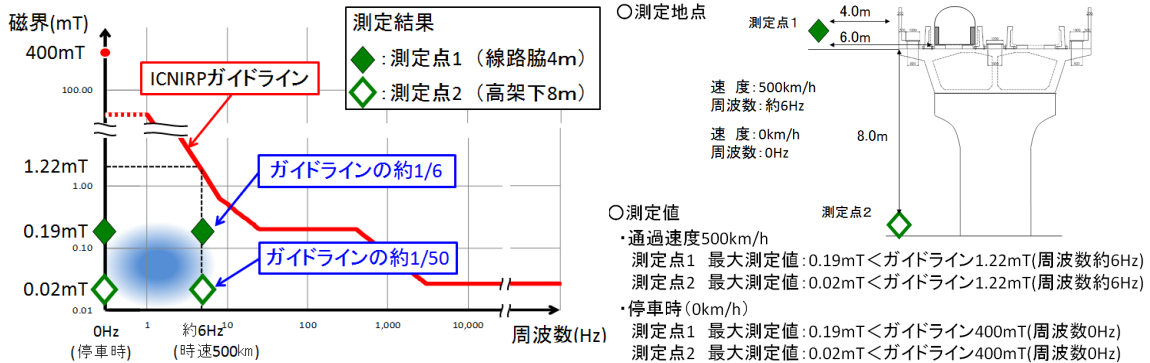 磁界(mT)
400mT
100.00
1.22mT
1.00
0.19mT
0.10
0.02mT
0.01
ICNIRPガイドライン
測定結果
：測定点1 （線路脇4m）
：測定点2 （高架下8m）
ガイドラインの約1/6
ガイドラインの約1/50
0Hz
(停車時)
1
約6Hz
(時速500km)
10
100
1,000
10,000
周波数(Hz)
〇測定地点
測定点1
4.0m
6.0m
速 度：500km/h
周波数：約6Hz
速 度：0km/h
周波数：0Hz
8.0m
測定点2
〇測定値
・通過速度500km/h
測定点1 最大測定値：0.19mT＜ガイドライン1.22mT(周波数約6Hz)
測定点2 最大測定値：0.02mT＜ガイドライン1.22mT(周波数約6Hz)
・停車時(0km/h)
測定点1 最大測定値：0.19mT＜ガイドライン400mT(周波数0Hz)
測定点2 最大測定値：0.02mT＜ガイドライン400mT(周波数0Hz)